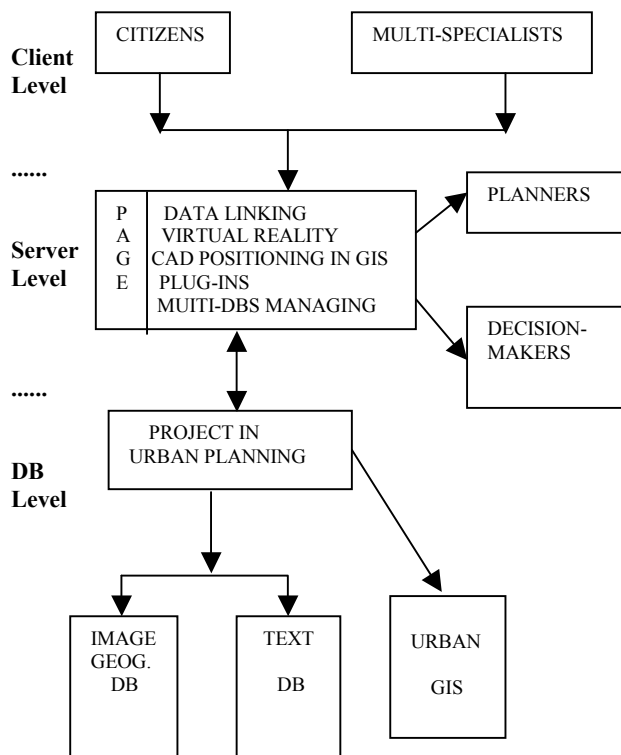 CITIZENS
MULTI-SPECIALISTS
Client
Level
......
PLANNERS
P DATA LINKING
A VIRTUAL REALITY
G CAD POSITIONING IN GIS
E PLUG-INS
MUITI-DBS MANAGING
Server
Level
DECISION-
MAKERS
......
PROJECT IN
URBAN PLANNING
DB
Level
IMAGE
GEOG.
DB
TEXT
DB
URBAN
GIS